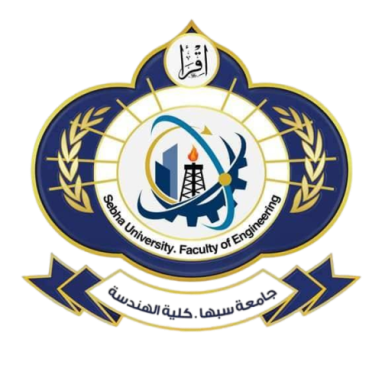 اقرأ
Sebha University. Faculty of Engineering
جامعة سبها . كلية الهندسة